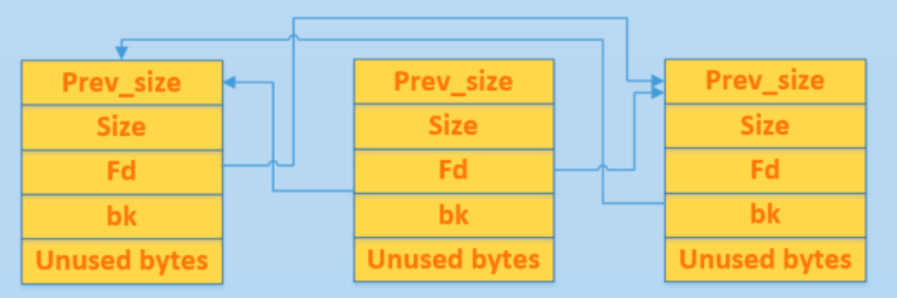 Prev_size
Size
Fd
bk
Unused bytes
Prev_size
Size
Fd
bk
Unused bytes
Prev_size
Size
Fd
bk
Unused bytes